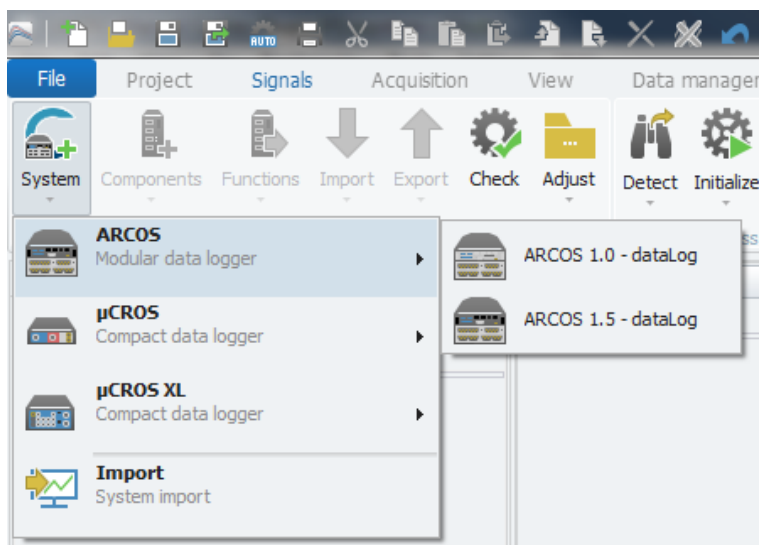 AUTO
File Project Signals Acquisition View Data manager
System Components Functions Import Export Check Adjust Detect Initialize
ss
ARCOS
Modular data logger
ARCOS 1.0 - dataLog
ARCOS 1.5 - dataLog
µCROS
Compact data logger
µCROS XL
Compact data logger
Import
System import